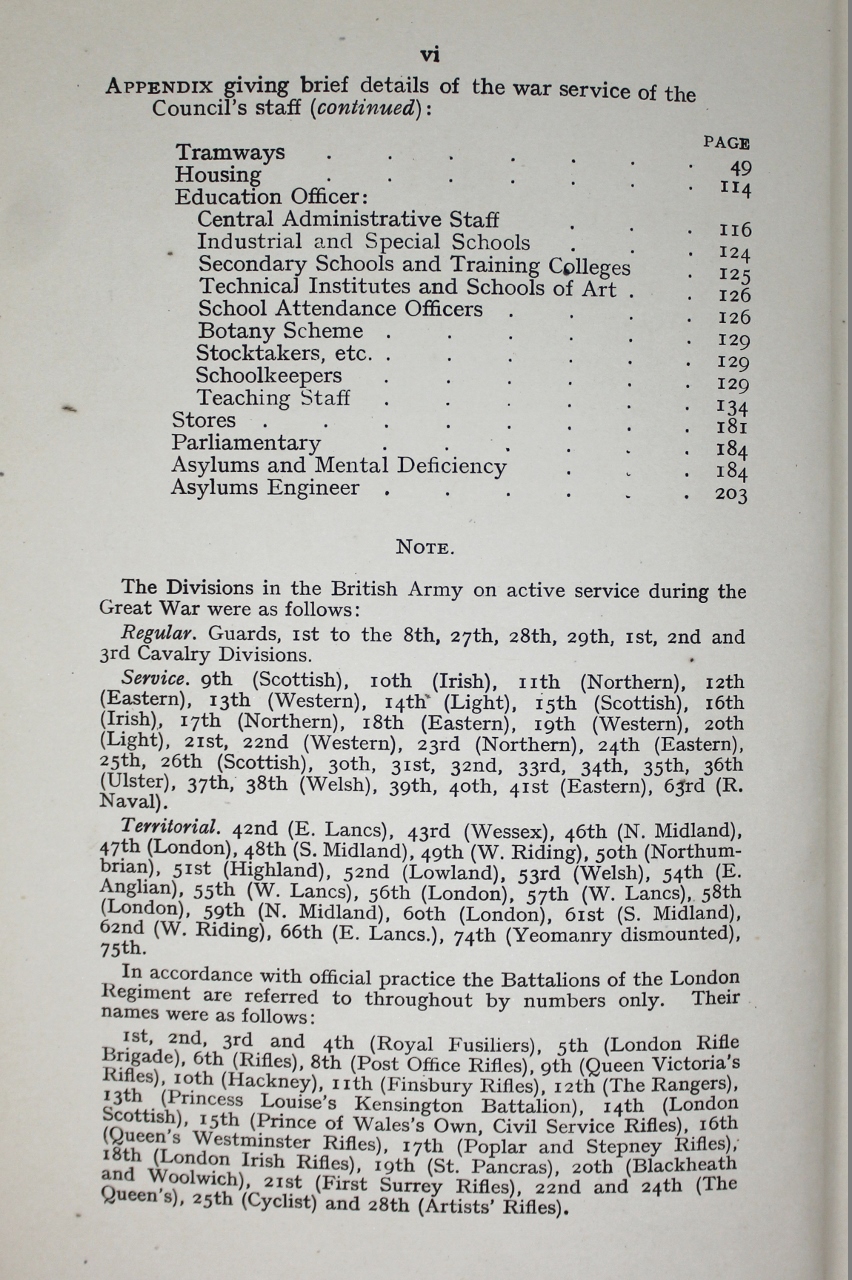 vi
APPENDIX giving brief details of the war service of the
Council's staff (continued):
PAGE
Tramways . . . . . . . 49
Housing . . . . . . . 114
Education Officer:
Central Administrative Staff . . . 116
Industrial and Special Schools . . . 124
Secondary Schools and Training Colleges . 125
Technical Institutes and Schools of Art . . 126
School Attendance Officers . . . . 126
Botany Scheme . . . . . . 129
Stocktakers, etc. . . . . . . 129
Schoolkeepers . . . . . . 129
Teaching Staff . . . . . . 134
Stores . . . . . . . . 181
Parliamentary . . . . . . 184
Asylums and Mental Deficiency . . . 184
Asylums Engineer . . . . . . 203
NOTE.
The Divisions in the British Army on active service during the
Great War were as follows:
Regular. Guards, 1st to the 8th, 27th, 28th, 29th, 1st, 2nd and
3rd Cavalry Divisions.
Service. 9th (Scottish), 10th (Irish), 11th (Northern), 12th
(Eastern), 13th (Western), 14th (Light), 15th (Scottish), 16th
(Irish), 17th (Northern), 18th (Eastern), 19th (Western), 20th
(Light), 21st, 22nd (Western), 23rd (Northern), 24th (Eastern),
25th, 26th (Scottish), 30th, 31st, 32nd, 33rd, 34th, 35th, 36th
(Ulster), 37th, 38th (Welsh), 39th, 40th, 41st (Eastern), 63rd (R.
Naval).
Territorial. 42nd (E. Lancs), 43rd (Wessex), 46th (N. Midland),
47th (London), 48th (S. Midland), 49th (W. Riding), 50th (Northum-
brian), 51st (Highland), 52nd (Lowland), 53rd (Welsh), 54th (E.
Anglian), 55th (W. Lancs), 56th (London), 57th (W. Lancs), 58th
(London), 59th (N. Midland), 60th (London), 61st (S. Midland),
62nd (W. Riding), 66th (E. Lancs.), 74th (Yeomanry dismounted),
75th.
In accordance with official practice the Battalions of the London
Regiment are referred to throughout by numbers only. Their
names were as follows:
1st, 2nd, 3rd and 4th (Royal Fusiliers), 5th (London Rifle
Brigade), 6th (Rifles), 8th (Post Office Rifles), 9th (Queen Victoria's
Rifles), 10th (Hackney), 11th (Finsbury Rifles), 12th (The Rangers),
13th (Princess Louise's Kensington Battalion), 14th (London
Scottish), 15th (Prince of Wales's Own, Civil Service Rifles), 16th
(Queen's Westminster Rifles), 17th (Poplar and Stepney Rifles),
18th (London Irish Rifles), 19th (St. Pancras), 20th (Blackheath
and Woolwich), 21st (First Surrey Rifles), 22nd and 24th (The
Queen's), 25th (Cyclist) and 28th (Artists' Rifles).